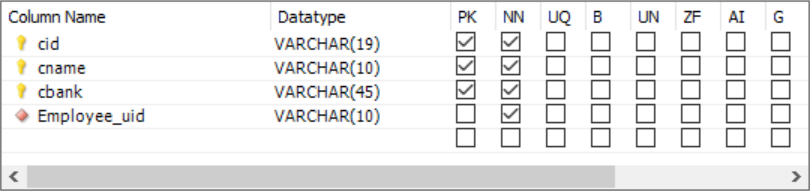 Column Name Datatype PK NN UQ B UN ZF AI G
cid VARCHAR(19)
cname VARCHAR(10)
cbank VARCHAR(45)
Employee_uid VARCHAR(10)